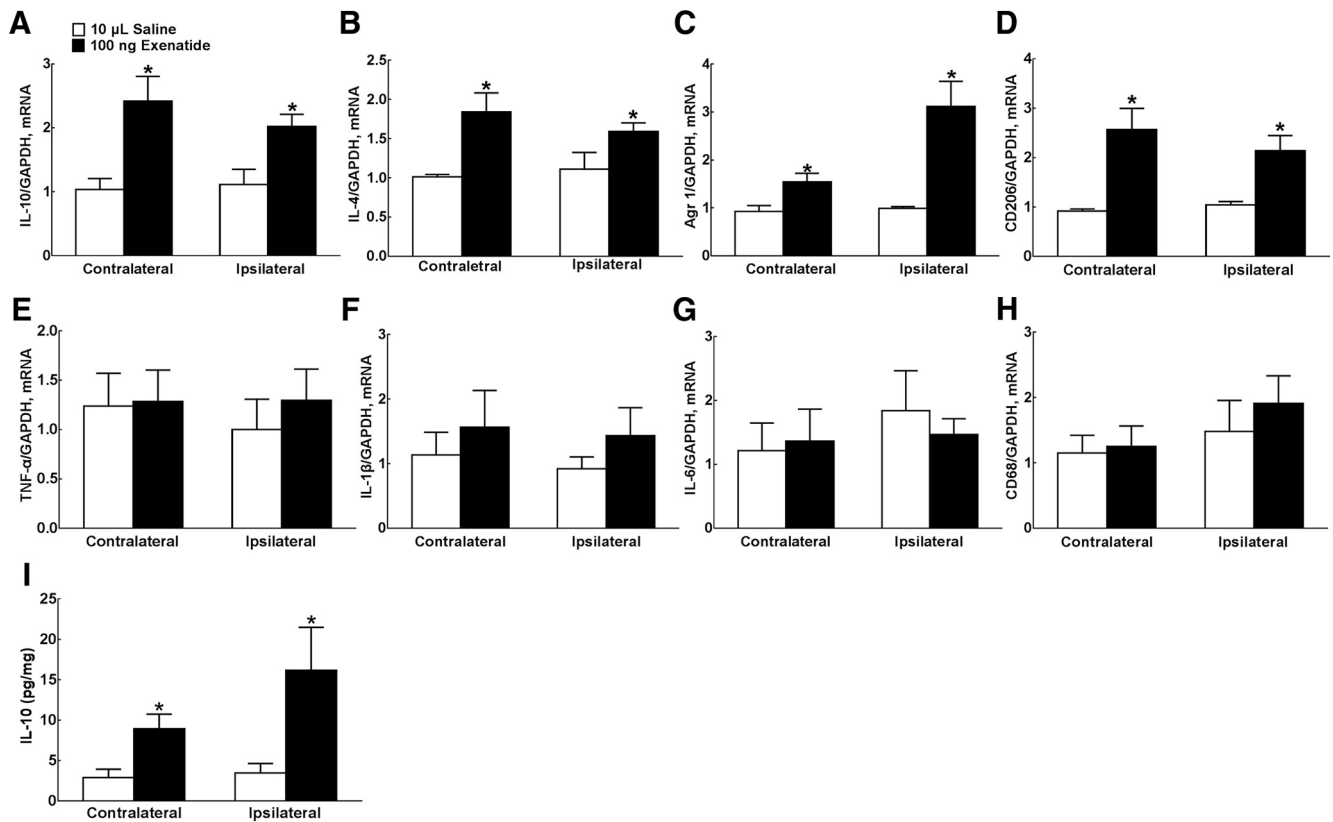 A
10 μL Saline
100 ng Exenatide
IL-10/GAPDH, mRNA
3
2
1
0
*
*
Contralateral Ipsilateral
B
IL-4/GAPDH, mRNA
2.5
2.0
1.5
1.0
0.5
0.0
*
*
Contraletral Ipsilateral
C
Agr 1/GAPDH, mRNA
4
3
2
1
0
*
*
Contralateral Ipsilateral
D
CD206/GAPDH, mRNA
4
3
2
1
0
*
*
Contralateral Ipsilateral
E
TNF-α/GAPDH, mRNA
2.0
1.5
1.0
0.5
0.0
Contralateral Ipsilateral
F
IL-1β/GAPDH, mRNA
3
2
1
0
Contralateral Ipsilateral
G
IL-6/GAPDH, mRNA
3
2
1
0
Contralateral Ipsilateral
H
CD68/GAPDH, mRNA
3
2
1
0
Contralateral Ipsilateral
I
IL-10 (pg/mg)
25
20
15
10
5
0
*
*
Contralateral Ipsilateral